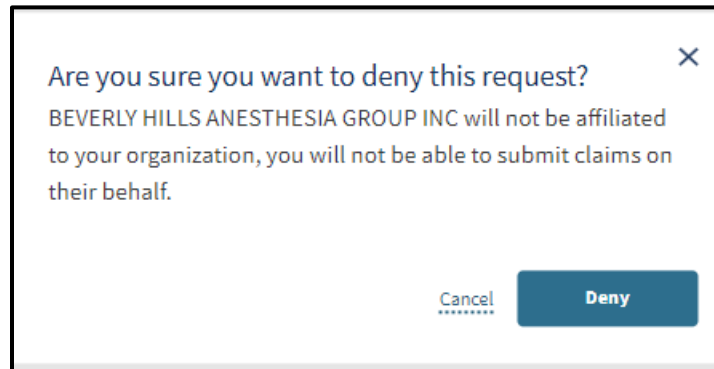 Are you sure you want to deny this request?
BEVERLY HILLS ANESTHESIA GROUP INC will not be affiliated
to your organization, you will not be able to submit claims on
their behalf.
Cancel
Deny